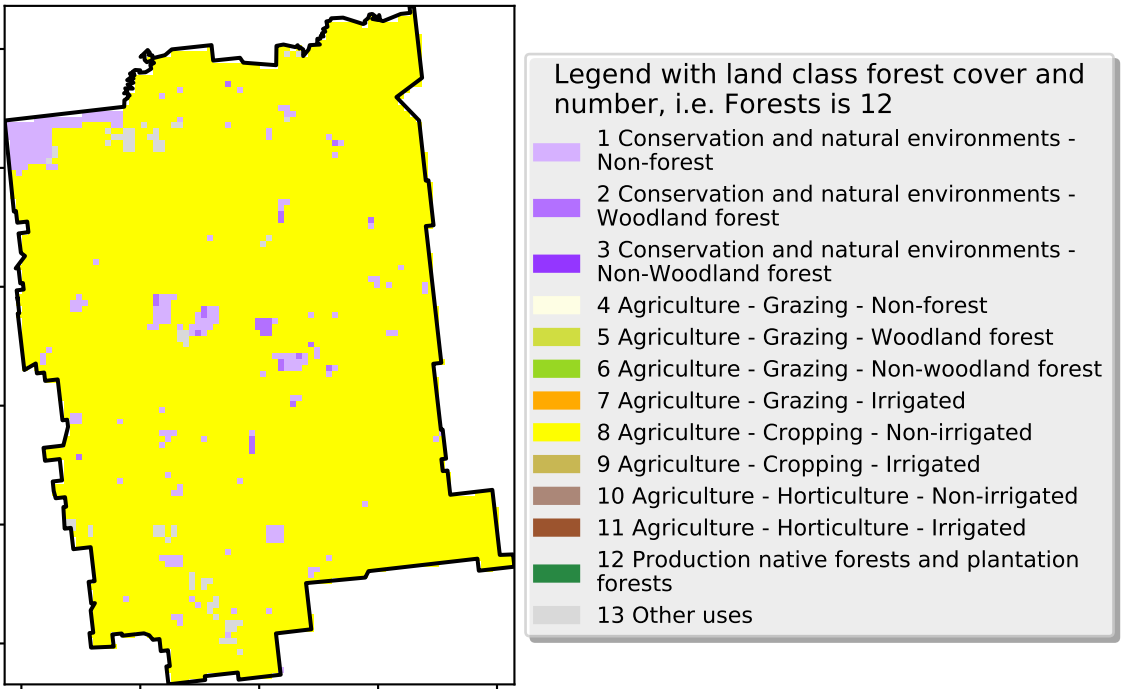 Legend with land class forest cover and
number, i.e. Forests is 12
1 Conservation and natural environments -
Non-forest
2 Conservation and natural environments -
Woodland forest
3 Conservation and natural environments -
Non-Woodland forest
4 Agriculture - Grazing - Non-forest
5 Agriculture - Grazing - Woodland forest
6 Agriculture - Grazing - Non-woodland forest
7 Agriculture - Grazing - Irrigated
8 Agriculture - Cropping - Non-irrigated
9 Agriculture - Cropping - Irrigated
10 Agriculture - Horticulture - Non-irrigated
11 Agriculture - Horticulture - Irrigated
12 Production native forests and plantation
forests
13 Other uses